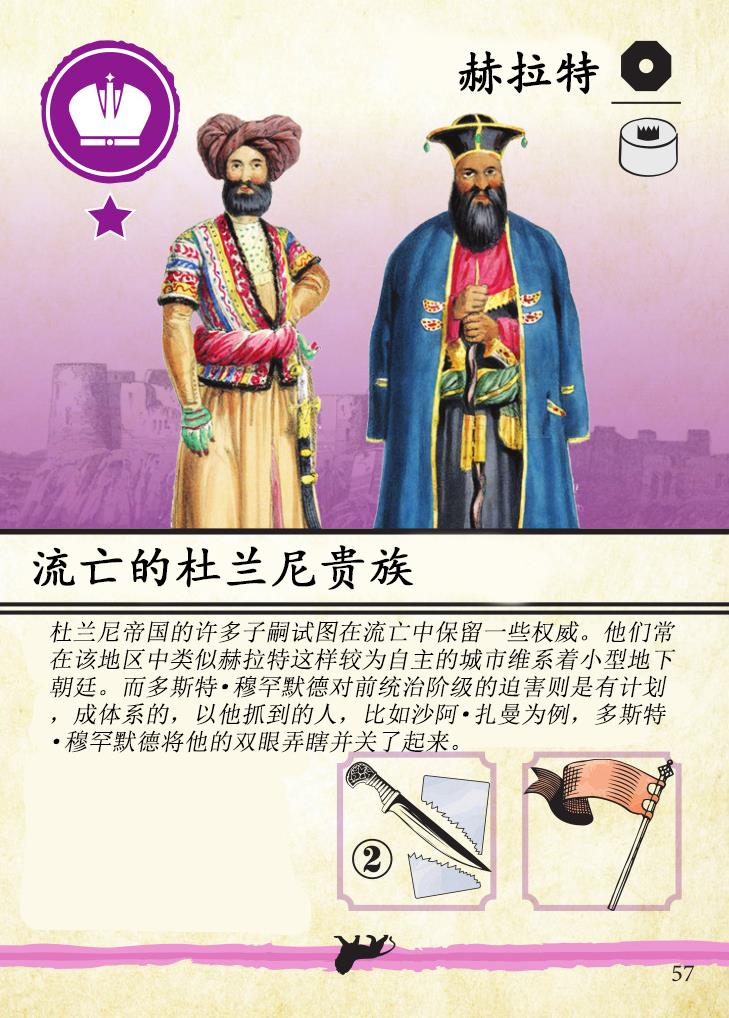 赫拉特
流亡的杜兰尼贵族
杜兰尼帝国的许多子嗣试图在流亡中保留一些权威。他们常
在该地区中类似赫拉特这样较为自主的城市维系着小型地下
朝廷。而多斯特•穆罕默德对前统治阶级的迫害则是有计划
，成体系的，以他抓到的人，比如沙阿•扎曼为例，多斯特
•穆罕默德将他的双眼弄瞎并关了起来。
2
57